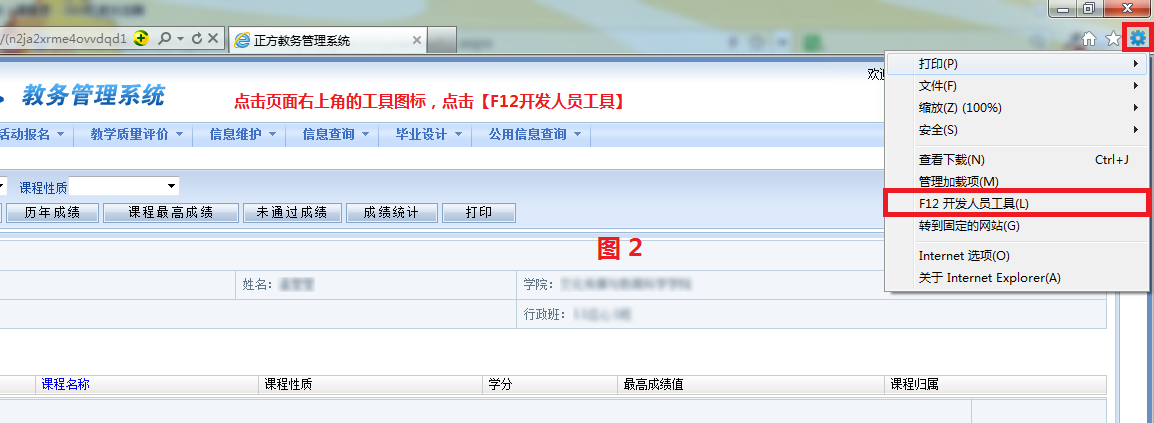 /(n2ja2xrme4ovvdqd1
正方教务管理系统
打印(P)
文件(F)
缩放(Z) (100%)
安全(S)
查看下载(N) Ctrl+J
管理加载项(M)
F12 开发人员工具(L)
转到固定的网站(G)
Internet 选项(O)
关于 Internet Explorer(A)
欢迎
教务管理系统
点击页面右上角的工具图标，点击【F12开发人员工具】
活动报名 教学质量评价 信息维护 信息查询 毕业设计 公用信息查询
课程性质
历年成绩 课程最高成绩 未通过成绩 成绩统计 打印
图 2
姓名： 学院：
行政班：
课程名称 课程性质 学分 最高成绩值 课程归属